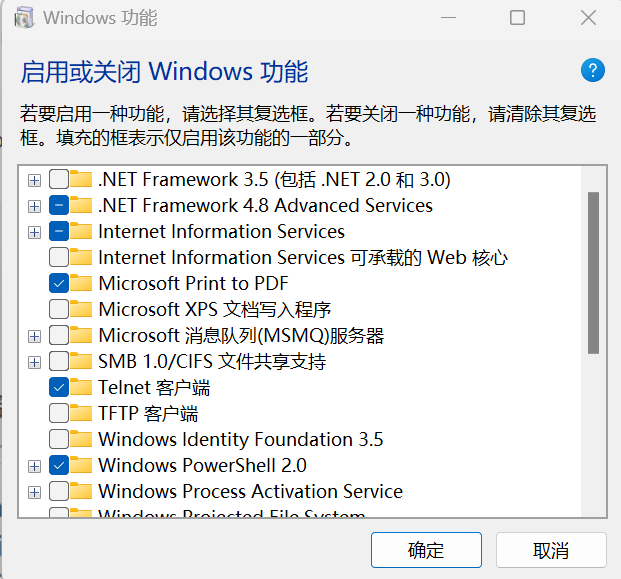 Windows 功能
启用或关闭 Windows 功能
?
若要启用一种功能，请选择其复选框。若要关闭一种功能，请清除其复选
框。填充的框表示仅启用该功能的一部分。
.NET Framework 3.5 (包括 .NET 2.0 和 3.0)
.NET Framework 4.8 Advanced Services
Internet Information Services
Internet Information Services 可承载的 Web 核心
Microsoft Print to PDF
Microsoft XPS 文档写入程序
Microsoft 消息队列(MSMQ)服务器
SMB 1.0/CIFS 文件共享支持
Telnet 客户端
TFTP 客户端
Windows Identity Foundation 3.5
Windows PowerShell 2.0
Windows Process Activation Service
Windows Projected File System
确定 取消